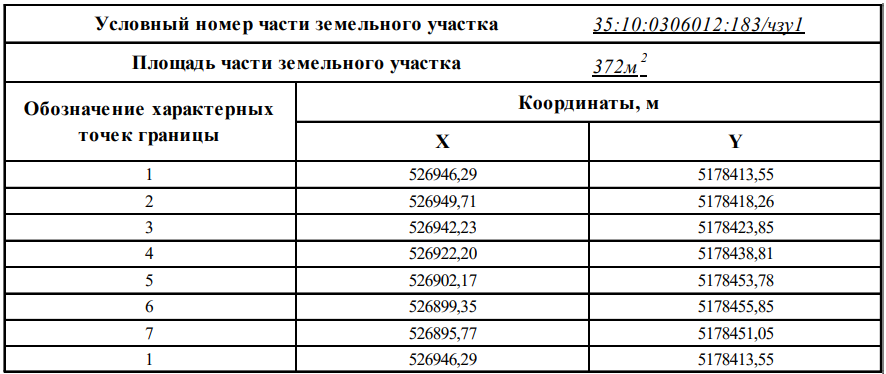 Условный номер части земельного участка 35:10:0306012:183/чзу1
Площадь части земельного участка 372м²
Обозначение характерных точек границы Координаты, м
X Y
1 526946,29 5178413,55
2 526949,71 5178418,26
3 526942,23 5178423,85
4 526922,20 5178438,81
5 526902,17 5178453,78
6 526899,35 5178455,85
7 526895,77 5178451,05
1 526946,29 5178413,55